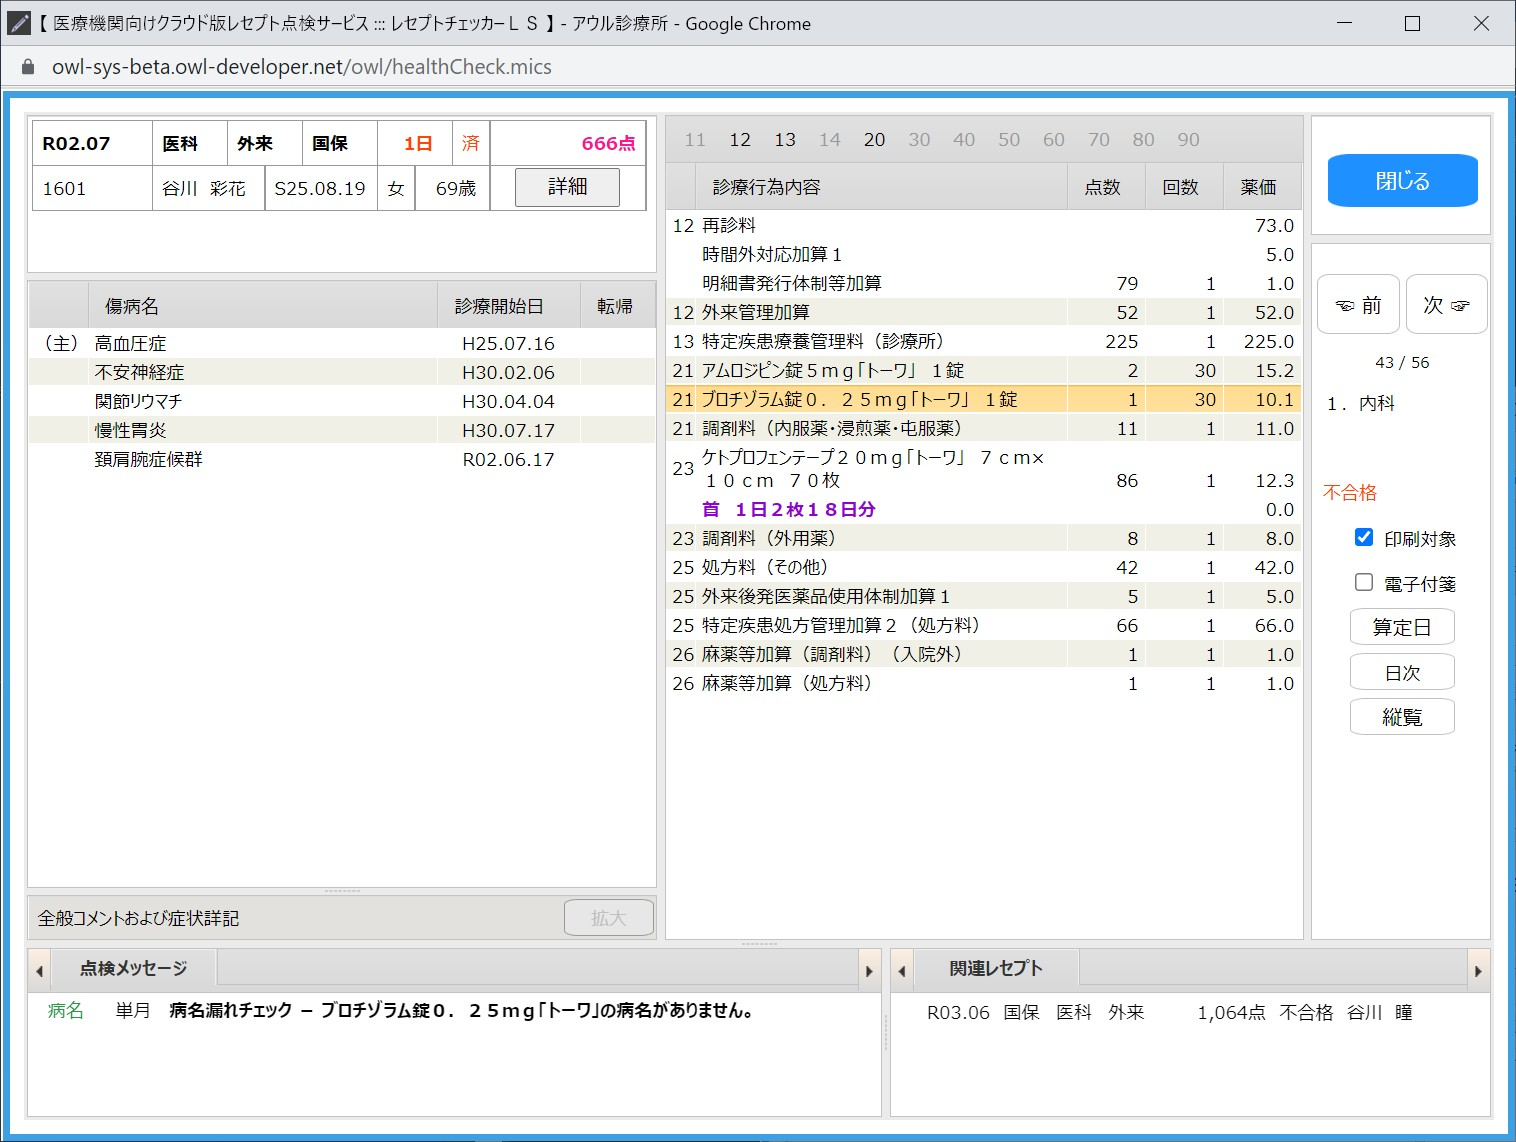 【 医療機関向けクラウド版レセプト点検サービス ::: レセプトチェッカーＬＳ 】 - アウル診療所 - Google Chrome
owl-sys-beta.owl-developer.net/owl/healthCheck.mics
R02.07 医科 外来 国保 1日 済 666点
1601 谷川 彩花 S25.08.19 女 69歳 詳細
傷病名 診療開始日 転帰
（主） 高血圧症 H25.07.16
不安神経症 H30.02.06
関節リウマチ H30.04.04
慢性胃炎 H30.07.17
頚肩腕症候群 R02.06.17
全般コメントおよび症状詳記 拡大
11 12 13 14 20 30 40 50 60 70 80 90
診療行為内容 点数 回数 薬価
12 再診料 73.0
時間外対応加算１ 5.0
明細書発行体制等加算 79 1 1.0
12 外来管理加算 52 1 52.0
13 特定疾患療養管理料（診療所） 225 1 225.0
21 アムロジピン錠５ｍｇ「トーワ」 １錠 2 30 15.2
21 ブロチゾラム錠０．２５ｍｇ「トーワ」 １錠 1 30 10.1
21 調剤料（内服薬・浸煎薬・屯服薬） 11 1 11.0
23 ケトプロフェンテープ２０ｍｇ「トーワ」 ７ｃｍ×
１０ｃｍ ７０枚 86 1 12.3
首 １日２枚１８日分 0.0
23 調剤料（外用薬） 8 1 8.0
25 処方料（その他） 42 1 42.0
25 外来後発医薬品使用体制加算１ 5 1 5.0
25 特定疾患処方管理加算２（処方料） 66 1 66.0
26 麻薬等加算（調剤料）（入院外） 1 1 1.0
26 麻薬等加算（処方料） 1 1 1.0
閉じる
前 次
43 / 56
１．内科
不合格
印刷対象
電子付箋
算定日
日次
縦覧
点検メッセージ
病名 単月 病名漏れチェック － ブロチゾラム錠０．２５ｍｇ「トーワ」の病名がありません。
関連レセプト
R03.06 国保 医科 外来 1,064点 不合格 谷川 瞳